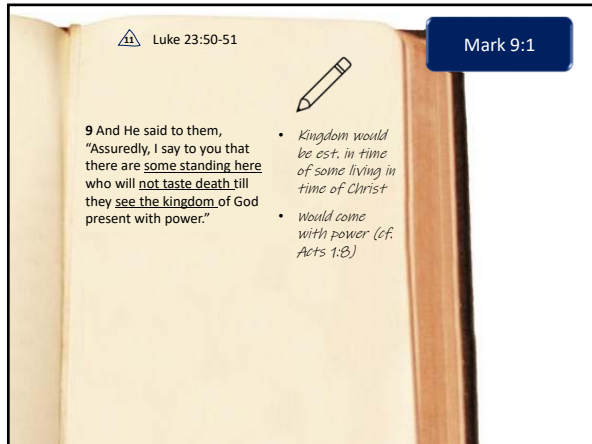 11 Luke 23:50-51
Mark 9:1
9 And He said to them,
“Assuredly, I say to you that
there are some standing here
who will not taste death till
they see the kingdom of God
present with power.”
• Kingdom would
be est. in time
of some living in
time of Christ
• Would come
with power (cf.
Acts 1:8)